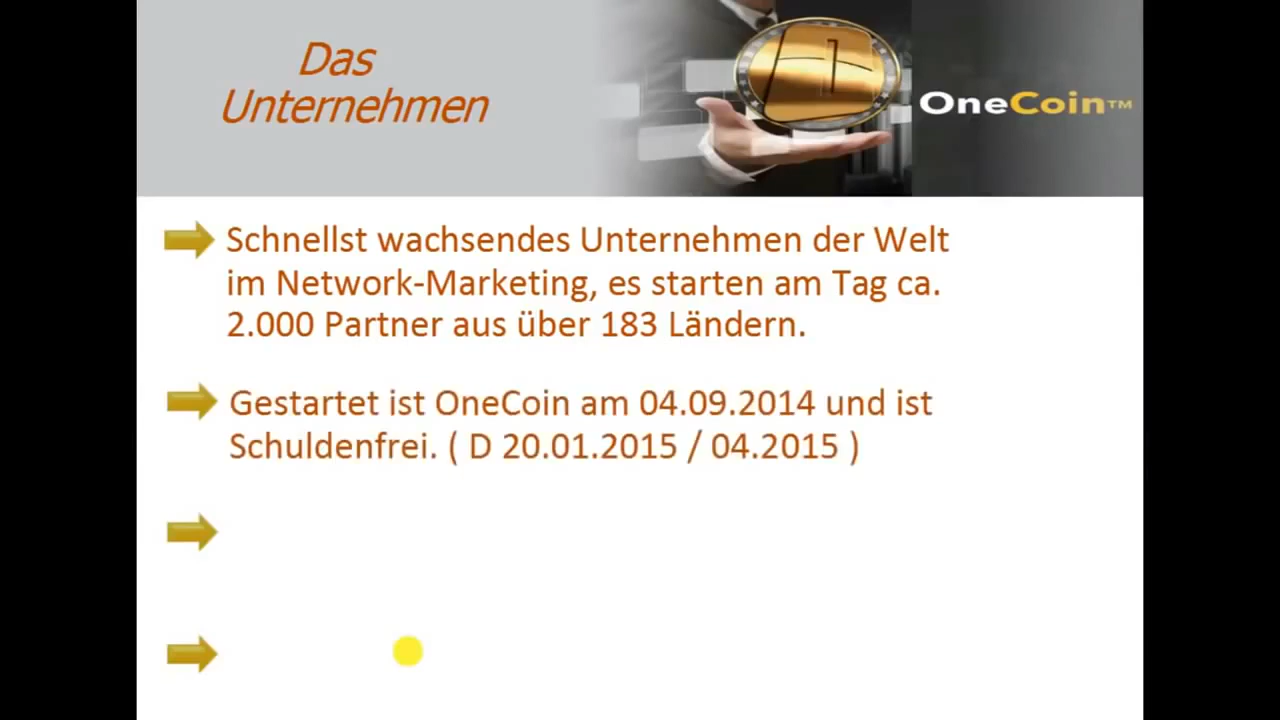 Das
Unternehmen
OneCoin™
Schnellst wachsendes Unternehmen der Welt
im Network-Marketing, es starten am Tag ca.
2.000 Partner aus über 183 Ländern.
Gestartet ist OneCoin am 04.09.2014 und ist
Schuldenfrei. ( D 20.01.2015 / 04.2015 )